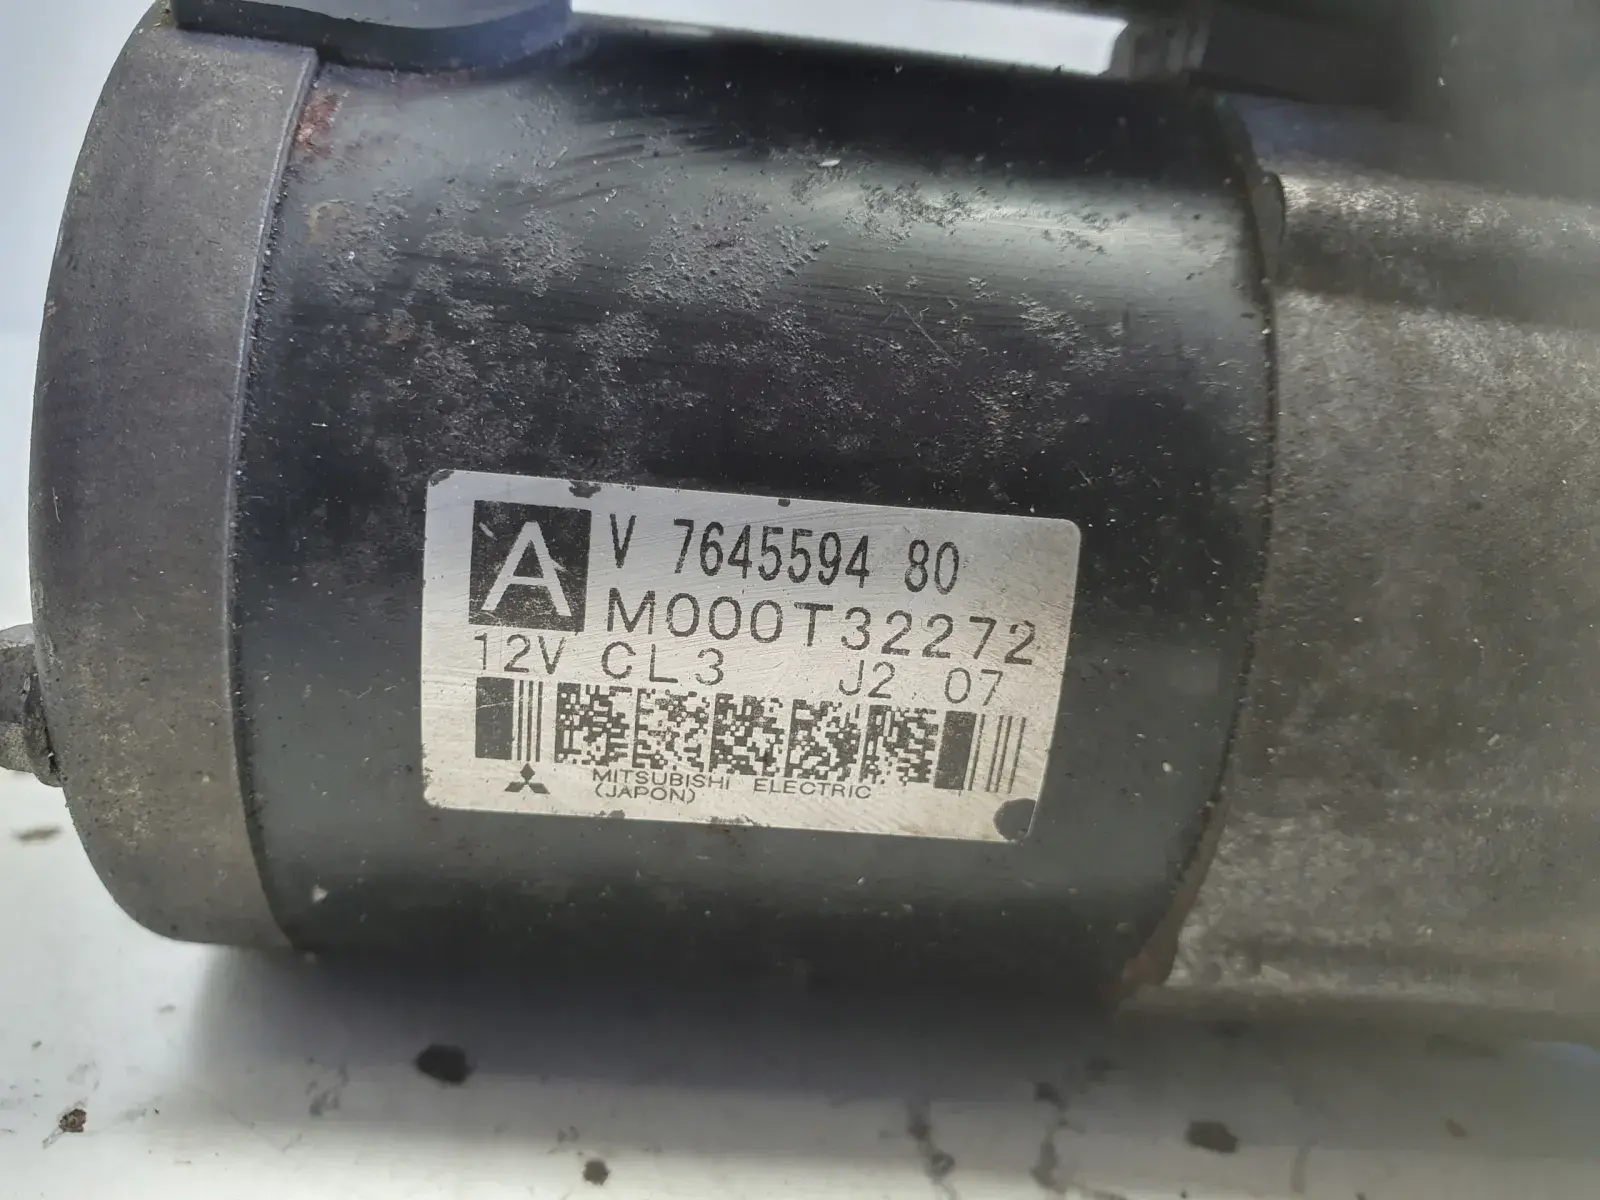 A V 7645594 80
M000T32272
12V CL3 J2 07
MITSUBISHI ELECTRIC
(JAPON)